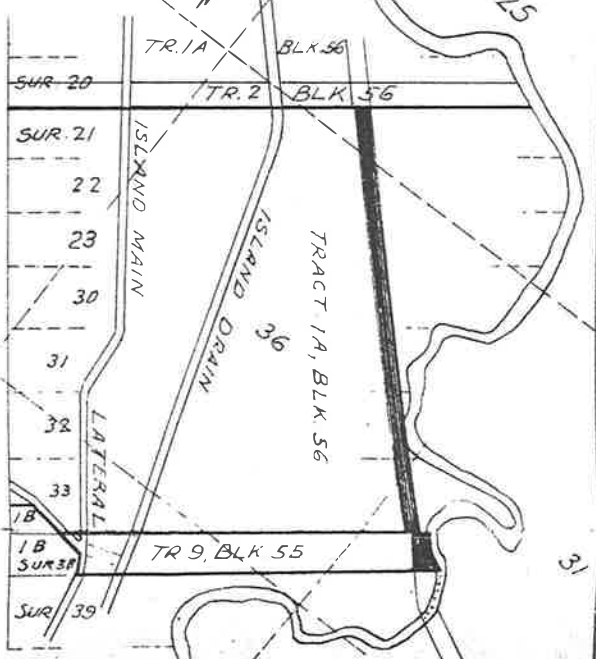 25
TR. 1A
BLK 56
SUR 20
TR. 2 BLK 56
SUR. 21
22
23
30
31
32
33
1B
1B
SUR 38
SUR 39
ISLAND MAIN
LATERAL
ISLAND DRAIN
36
TRACT 1A, BLK. 56
TR 9, BLK 55
31